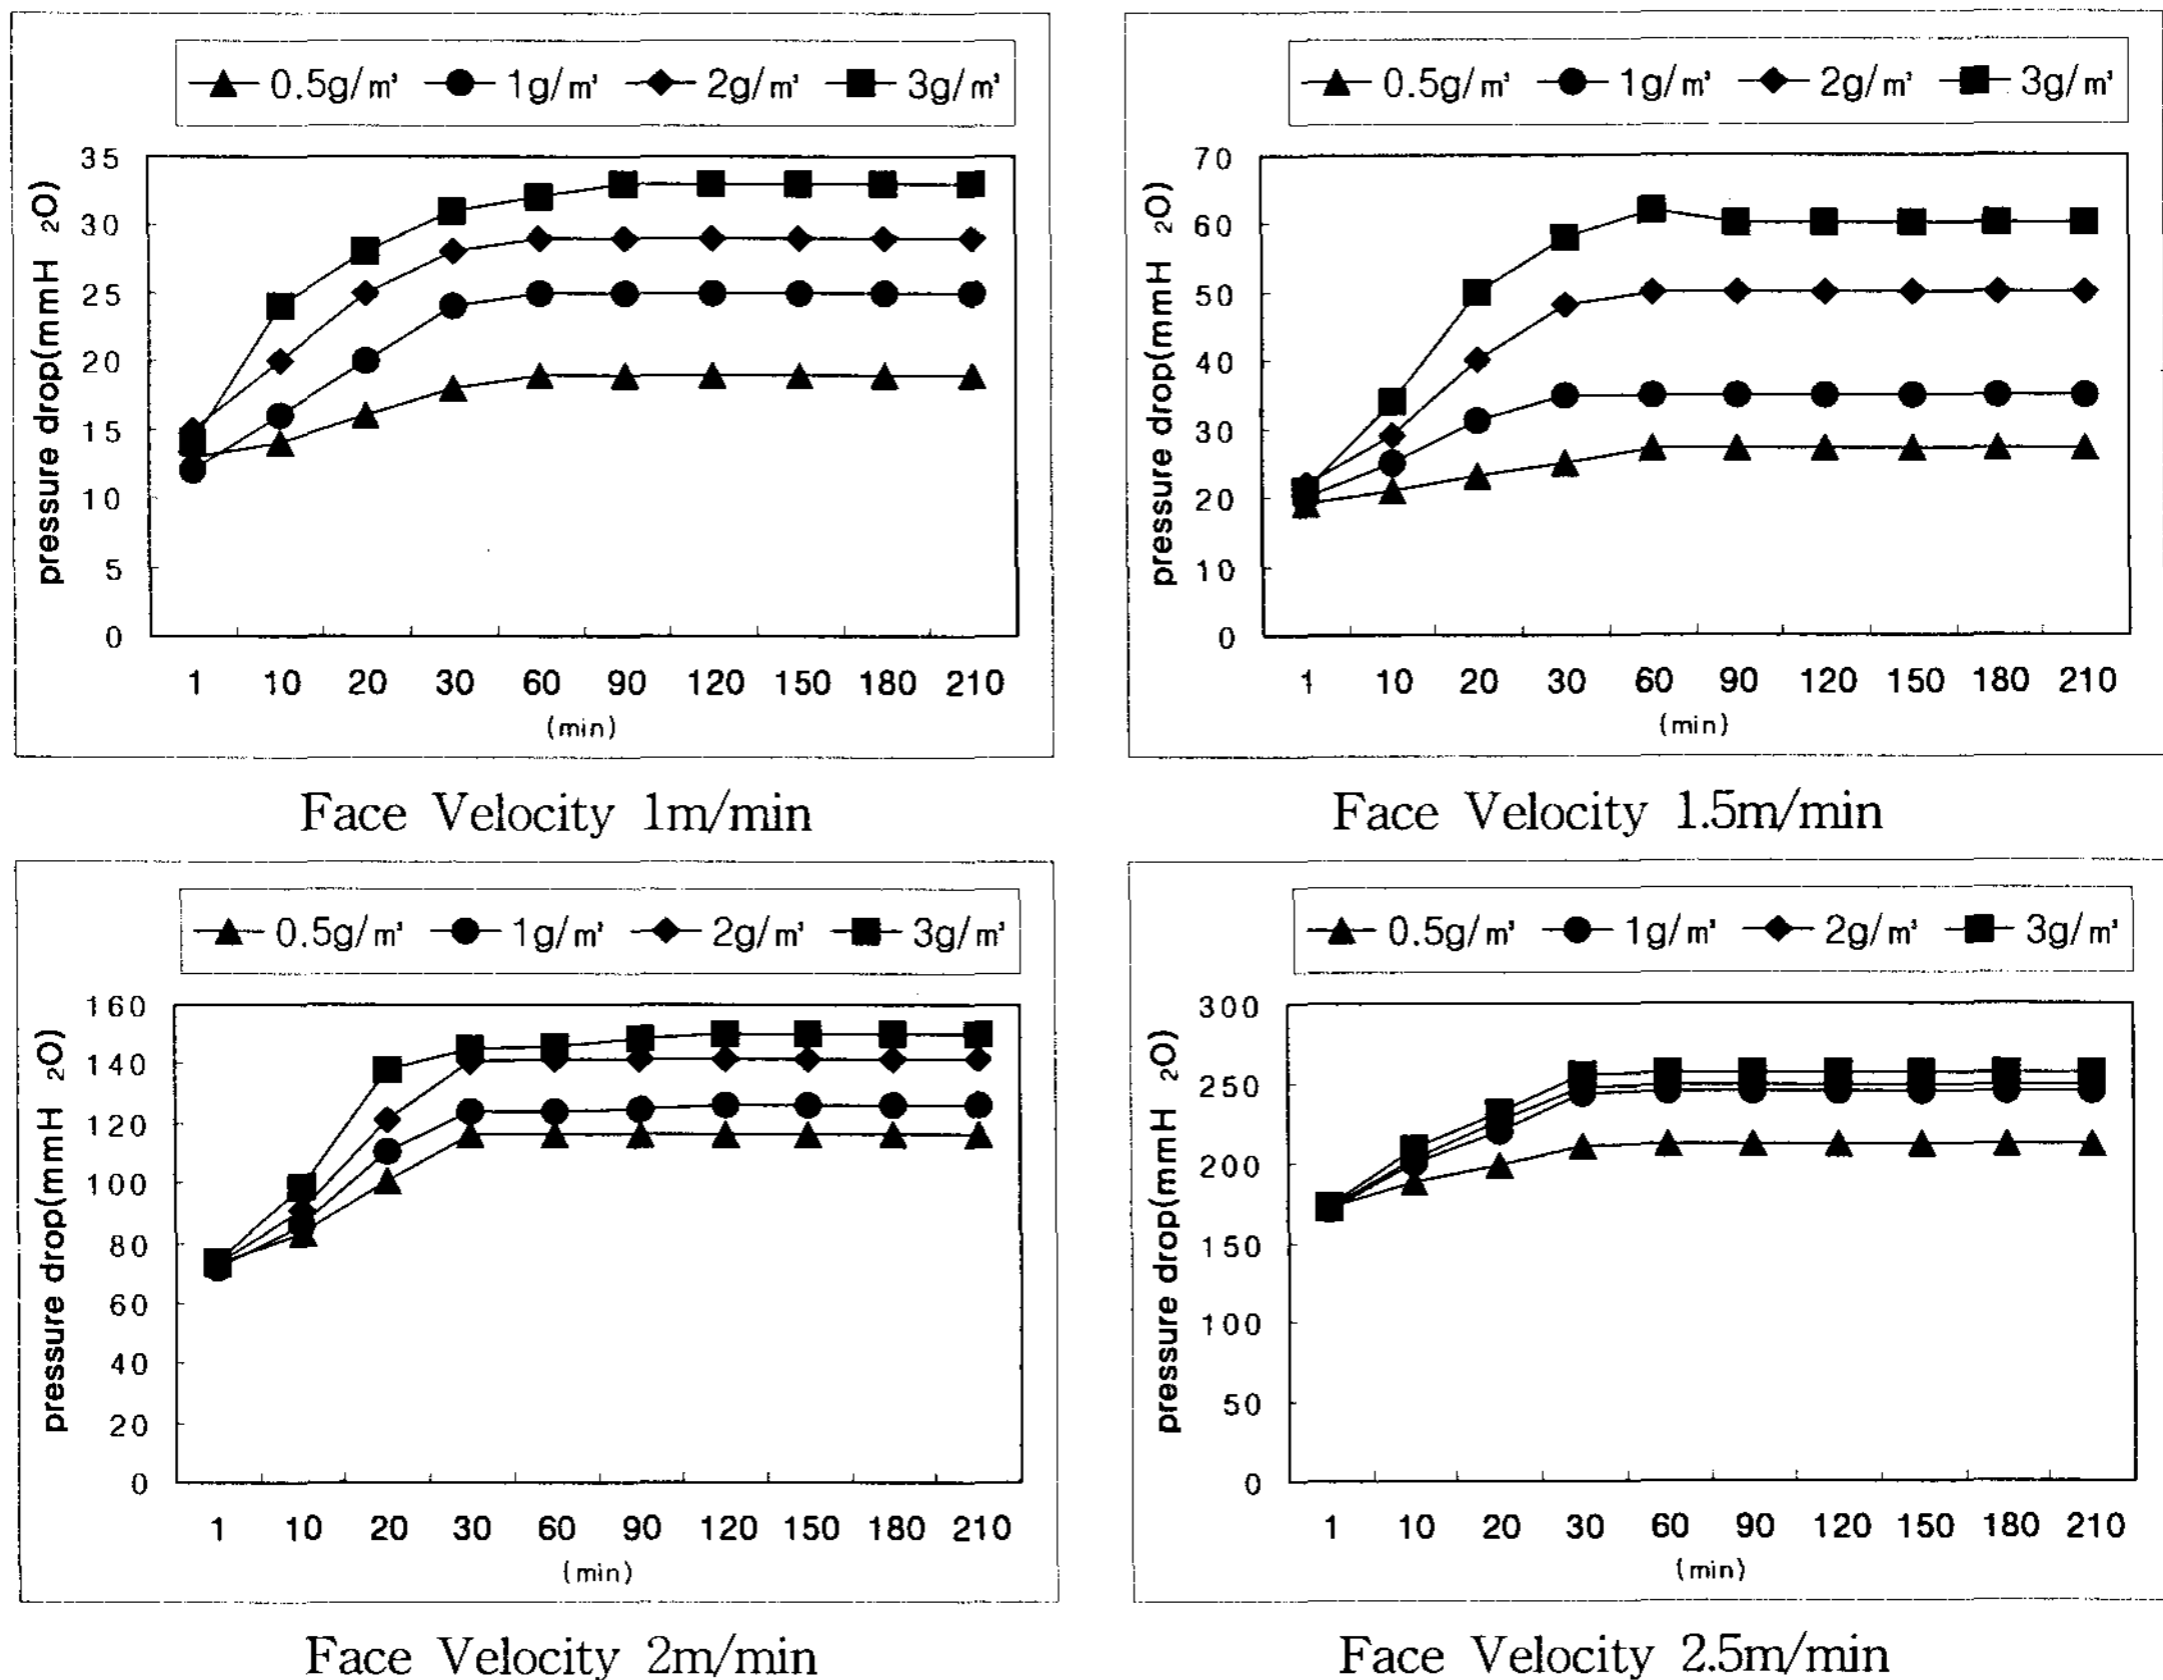 0.5g/㎥ 1g/㎥ 2g/㎥ 3g/㎥
pressure drop(mmH 2O)
35
30
25
20
15
10
5
0
1 10 20 30 60 90 120 150 180 210
(min)
Face Velocity 1m/min
0.5g/㎥ 1g/㎥ 2g/㎥ 3g/㎥
pressure drop(mmH 2O)
70
60
50
40
30
20
10
0
1 10 20 30 60 90 120 150 180 210
(min)
Face Velocity 1.5m/min
0.5g/㎥ 1g/㎥ 2g/㎥ 3g/㎥
pressure drop(mmH 2O)
160
140
120
100
80
60
40
20
0
1 10 20 30 60 90 120 150 180 210
(min)
Face Velocity 2m/min
0.5g/㎥ 1g/㎥ 2g/㎥ 3g/㎥
pressure drop(mmH 2O)
300
250
200
150
100
50
0
1 10 20 30 60 90 120 150 180 210
(min)
Face Velocity 2.5m/min